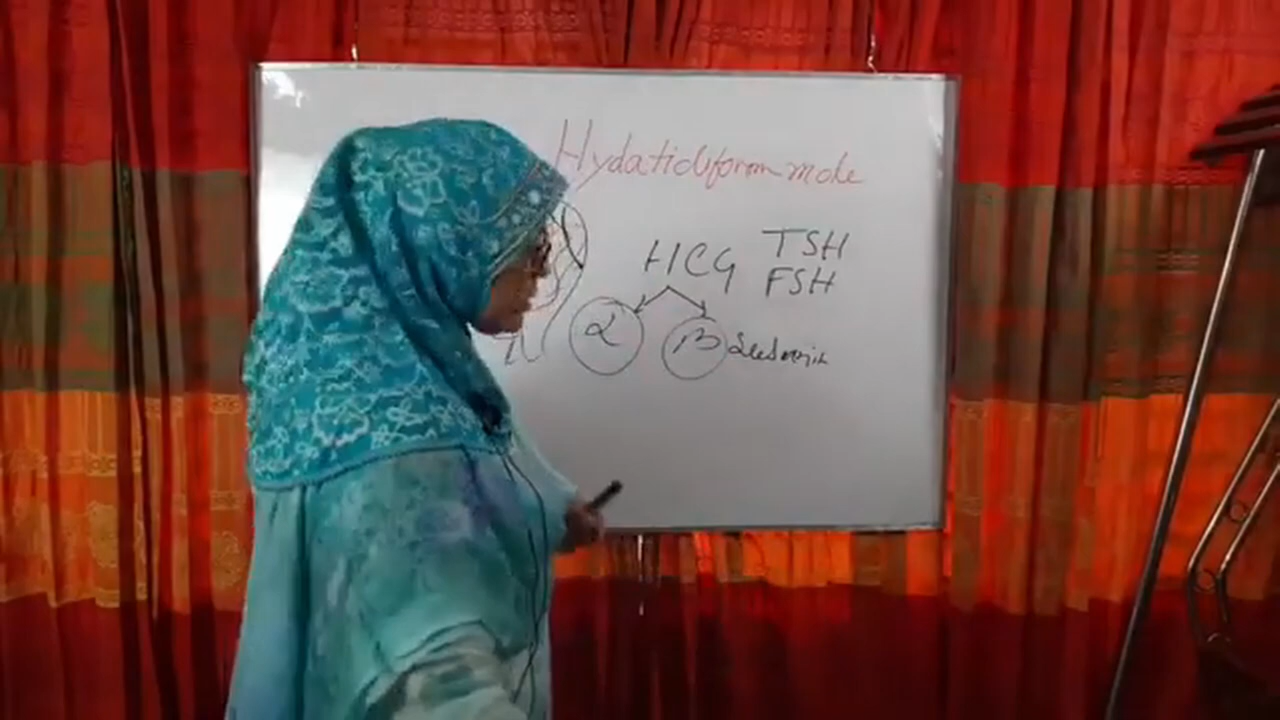 Hydatidiform mole
TSH
HCG
FSH
α
β